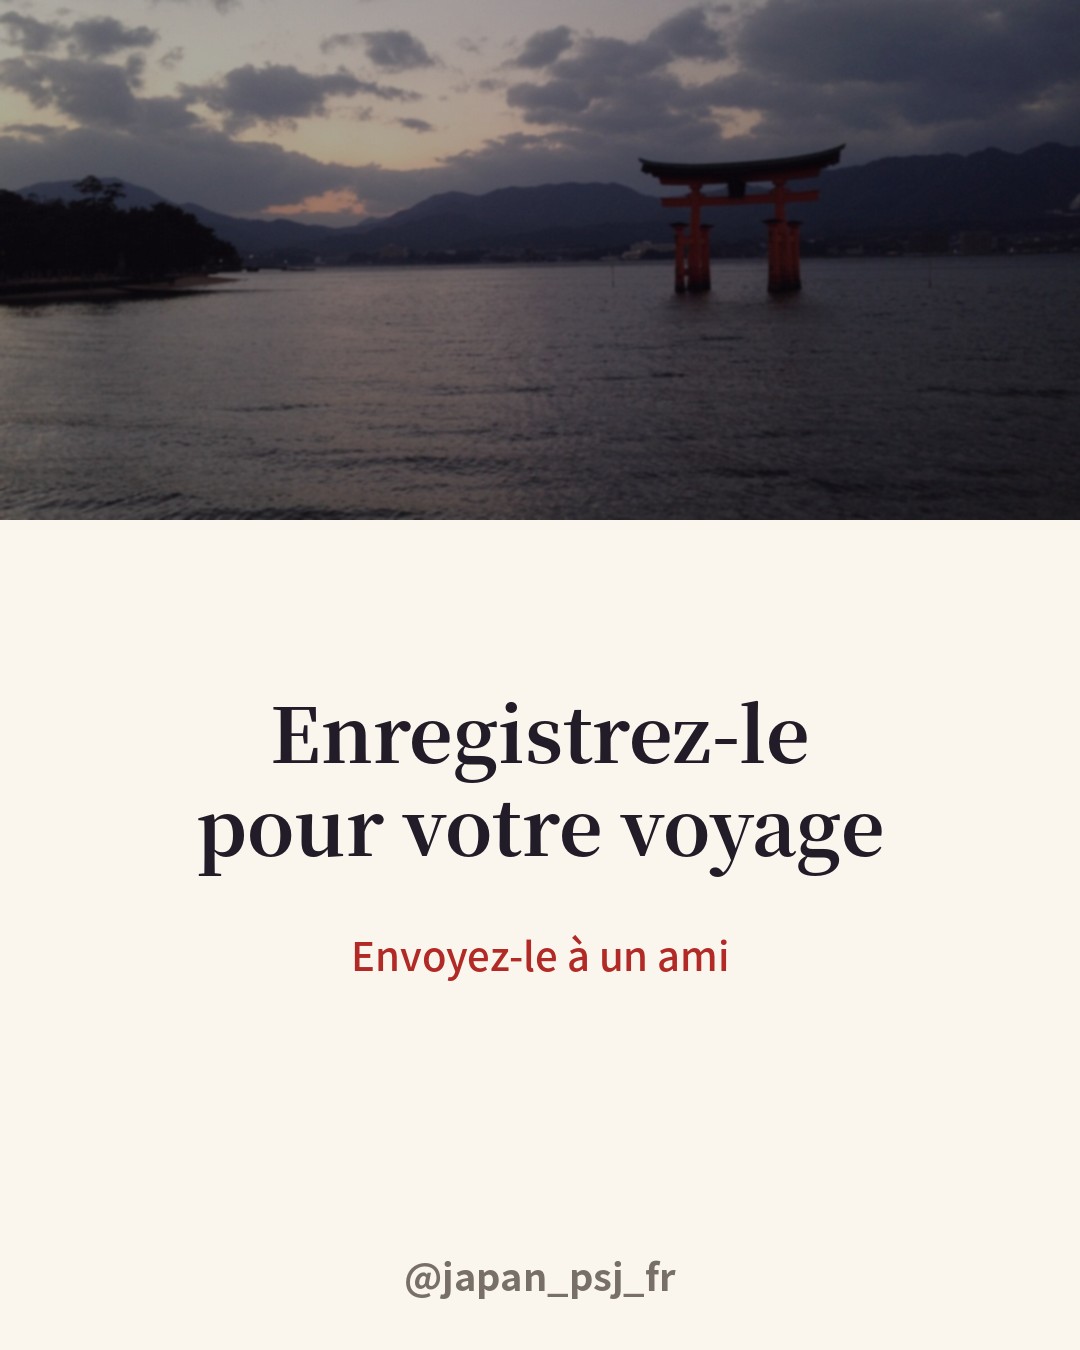 Enregistrez-le
pour votre voyage
Envoyez-le à un ami
@japan_psj_fr